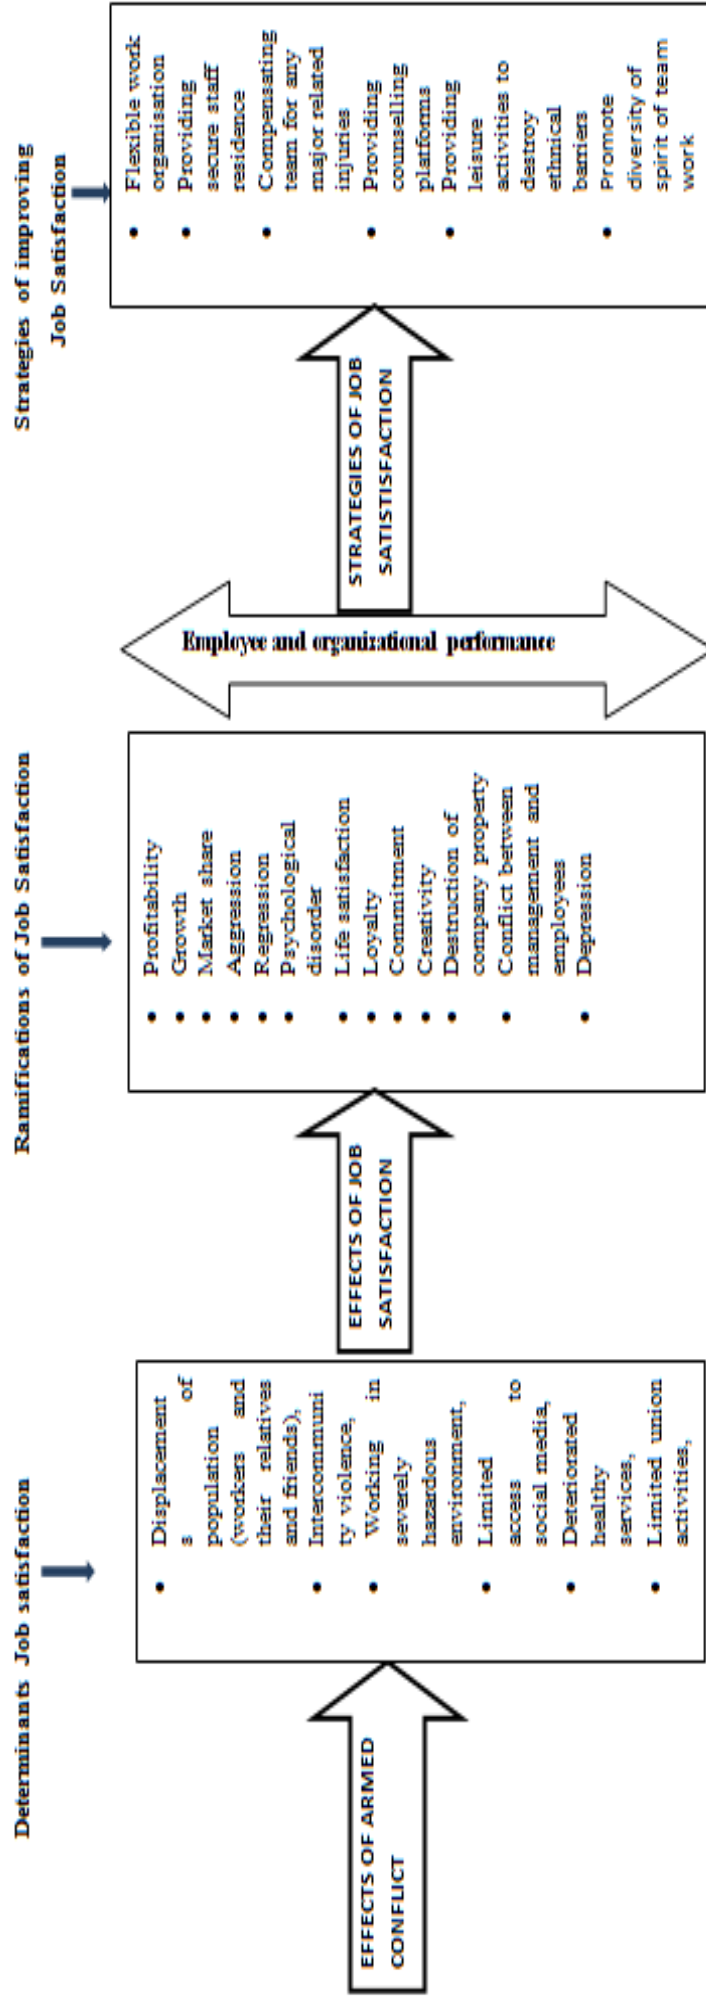 Determinants Job satisfaction
EFFECTS OF ARMED
CONFLICT
• Displacement
s of
population
(workers and
their relatives
and friends),
• Intercommuni
ty violence,
• Working in
severely
hazardous
environment,
• Limited
access to
social media,
• Deteriorated
healthy
services,
• Limited union
activities,
EFFECTS OF JOB
SATISFACTION
Ramifications of Job Satisfaction
• Profitability
• Growth
• Market share
• Aggression
• Regression
• Psychological
disorder
• Life satisfaction
• Loyalty
• Commitment
• Creativity
• Destruction of
company property
• Conflict between
management and
employees
• Depression
Employee and organizational performance
STRATEGIES OF JOB
SATISTISFACTION
Strategies of improving
Job Satisfaction
• Flexible work
organisation
• Providing
secure staff
residence
• Compensating
team for any
major related
injuries
• Providing
counselling
platforms
• Providing
leisure
activities to
destroy
ethnical
barriers
• Promote
diversity of
spirit of team
work